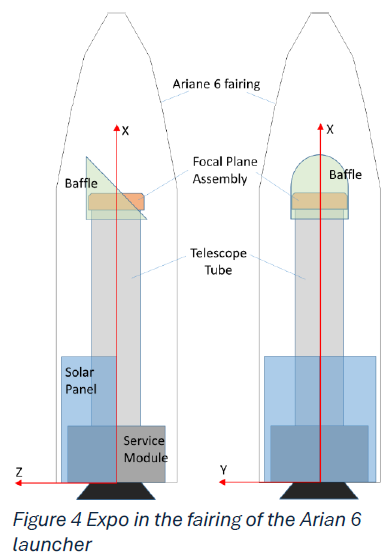 Ariane 6 fairing
X
X
Baffle
Focal Plane
Assembly
Baffle
Telescope
Tube
Solar
Panel
Service
Module
Z
Y
Figure 4 Expo in the fairing of the Arian 6
launcher